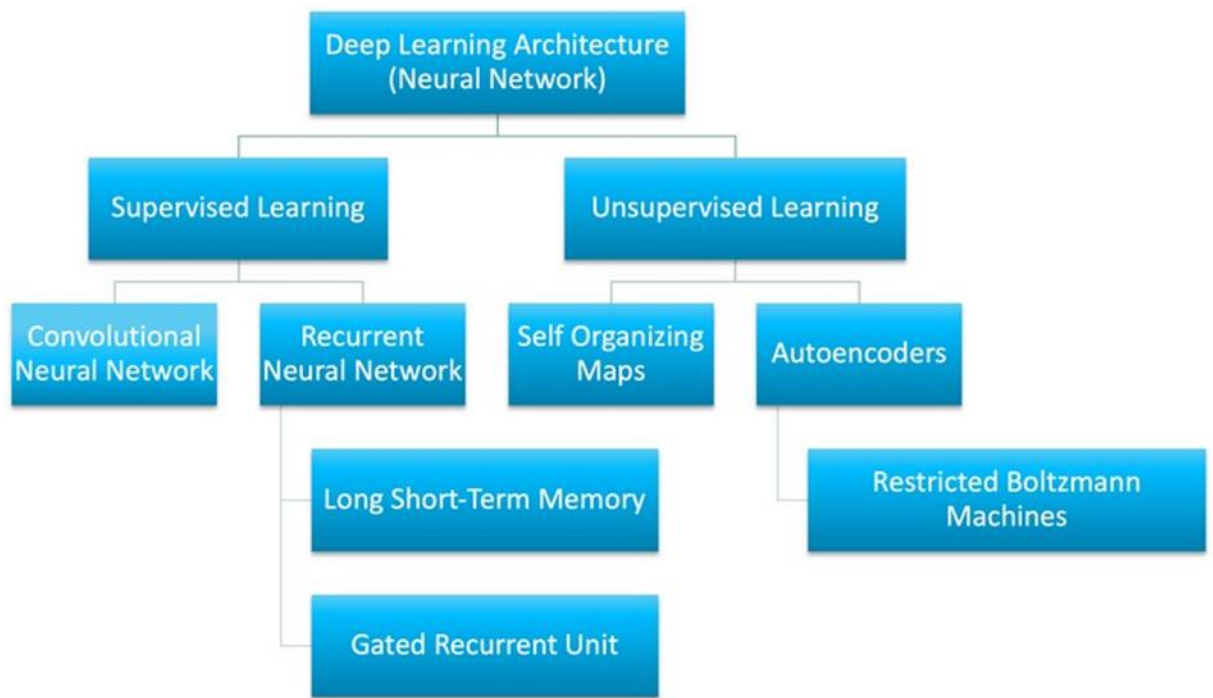 Deep Learning Architecture
(Neural Network)
Supervised Learning
Unsupervised Learning
Convolutional
Neural Network
Recurrent
Neural Network
Self Organizing
Maps
Autoencoders
Long Short-Term Memory
Restricted Boltzmann
Machines
Gated Recurrent Unit